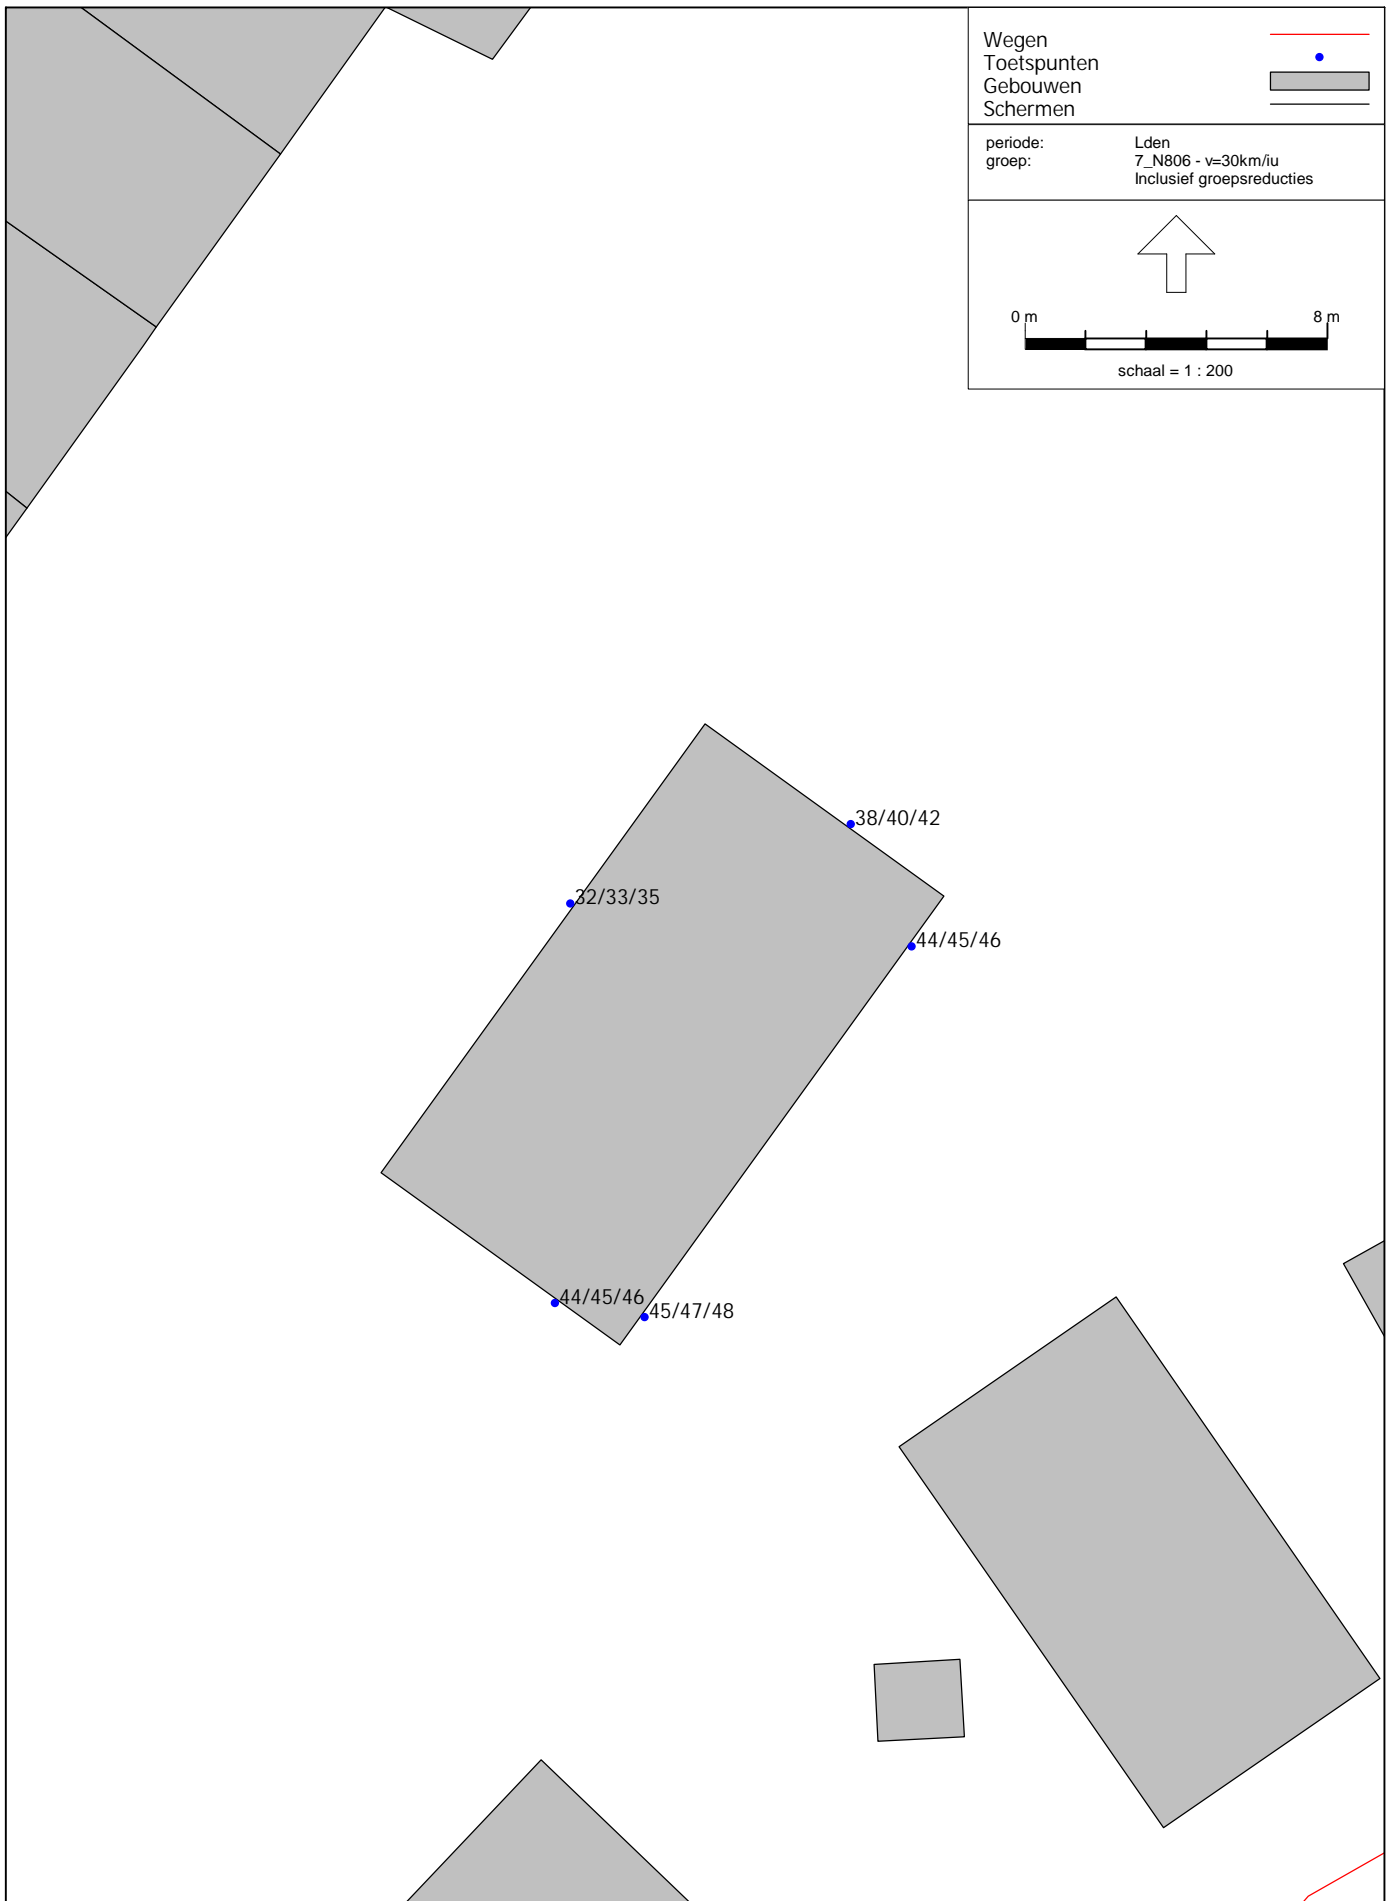 Wegen
Toetspunten
Gebouwen
Schermen
periode: Lden
groep: 7_N806 - v=30km/iu
Inclusief groepsreducties
0 m 8 m
schaal = 1 : 200
38/40/42
32/33/35
44/45/46
44/45/46
45/47/48